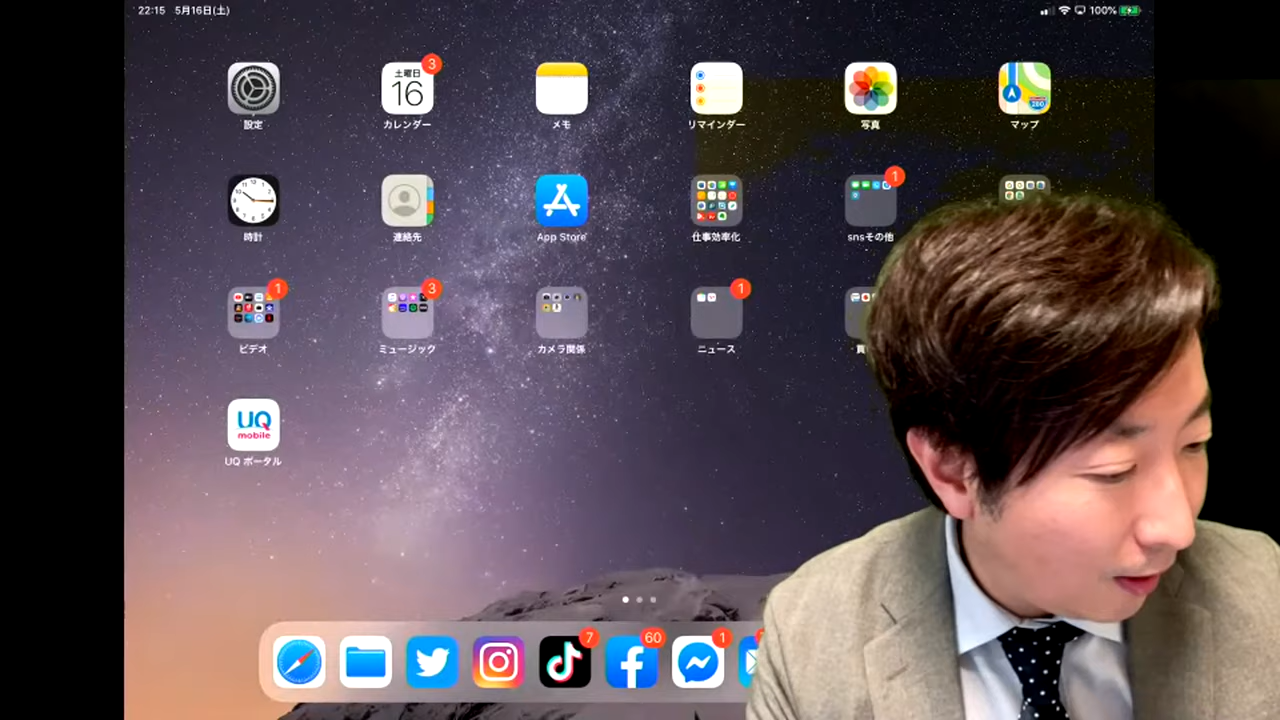 22:15 5月16日(土)
100%
土曜日
3
16
280
設定
カレンダー
メモ
リマインダー
写真
マップ
1
時計
連絡先
App Store
仕事効率化
snsその他
1
3
1
ビデオ
ミュージック
カメラ関係
ニュース
UQ
mobile
UQ ポータル
7
60
1